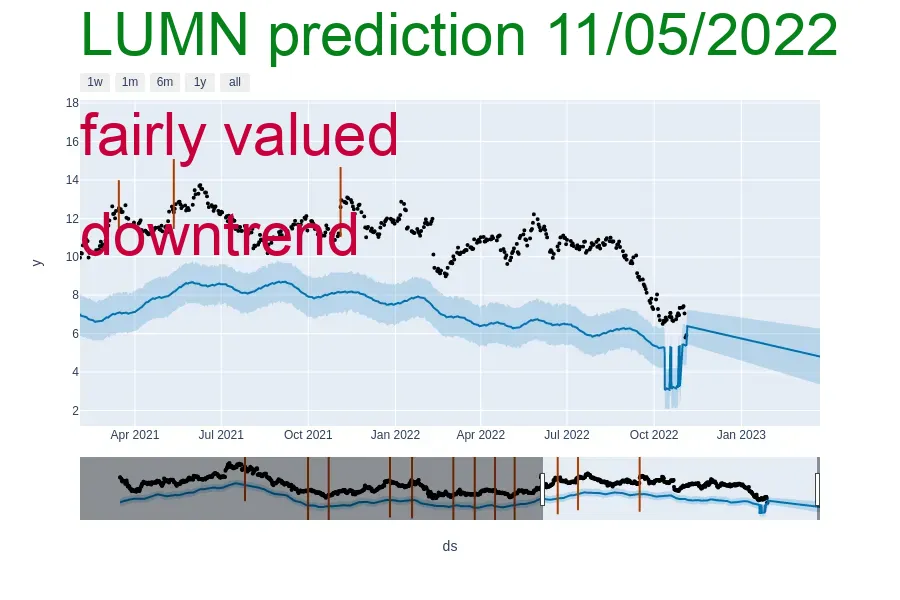 LUMN prediction 11/05/2022
1w 1m 6m 1y all
18
fairly valued
16
14
12
downtrend
10
y
8
6
4
2
Apr 2021 Jul 2021 Oct 2021 Jan 2022 Apr 2022 Jul 2022 Oct 2022 Jan 2023
ds